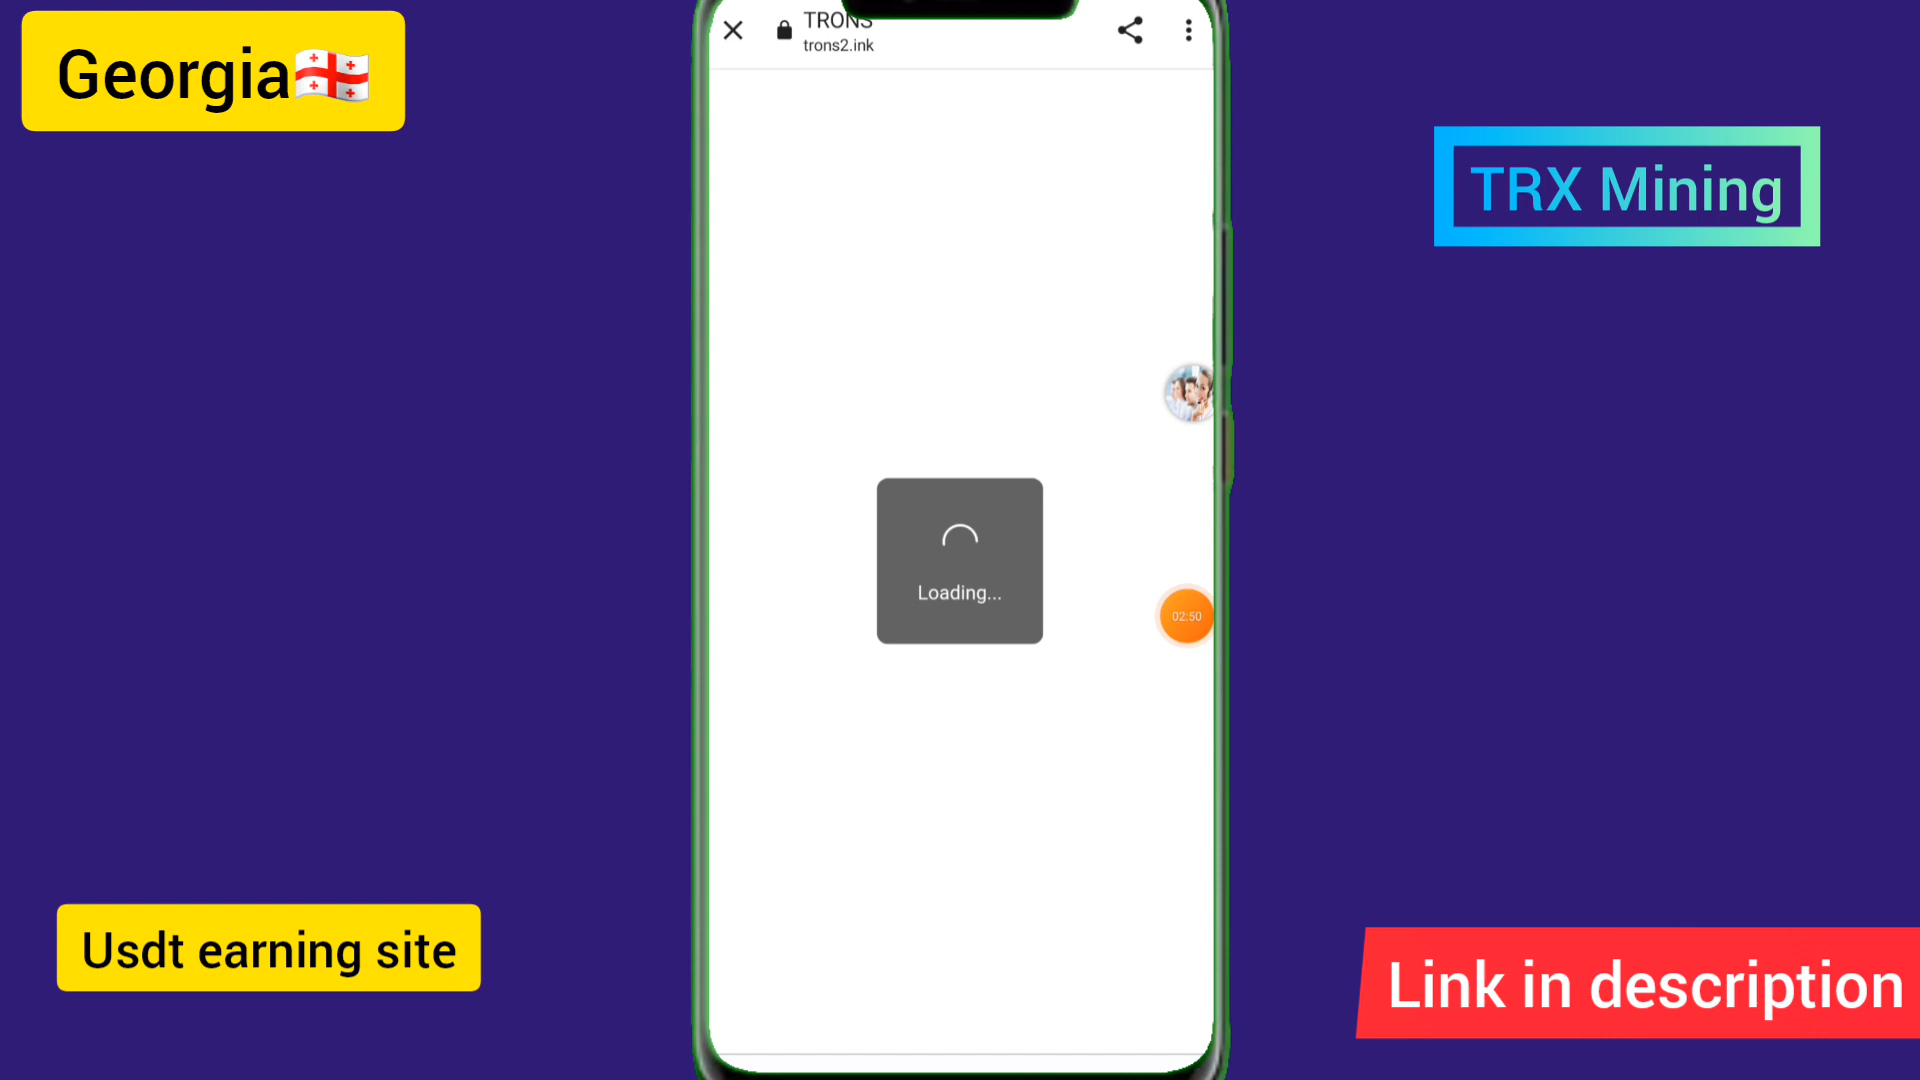 Georgia🇬🇪
TRONS
trons2.ink
TRX Mining
Loading...
02:50
Usdt earning site
Link in description